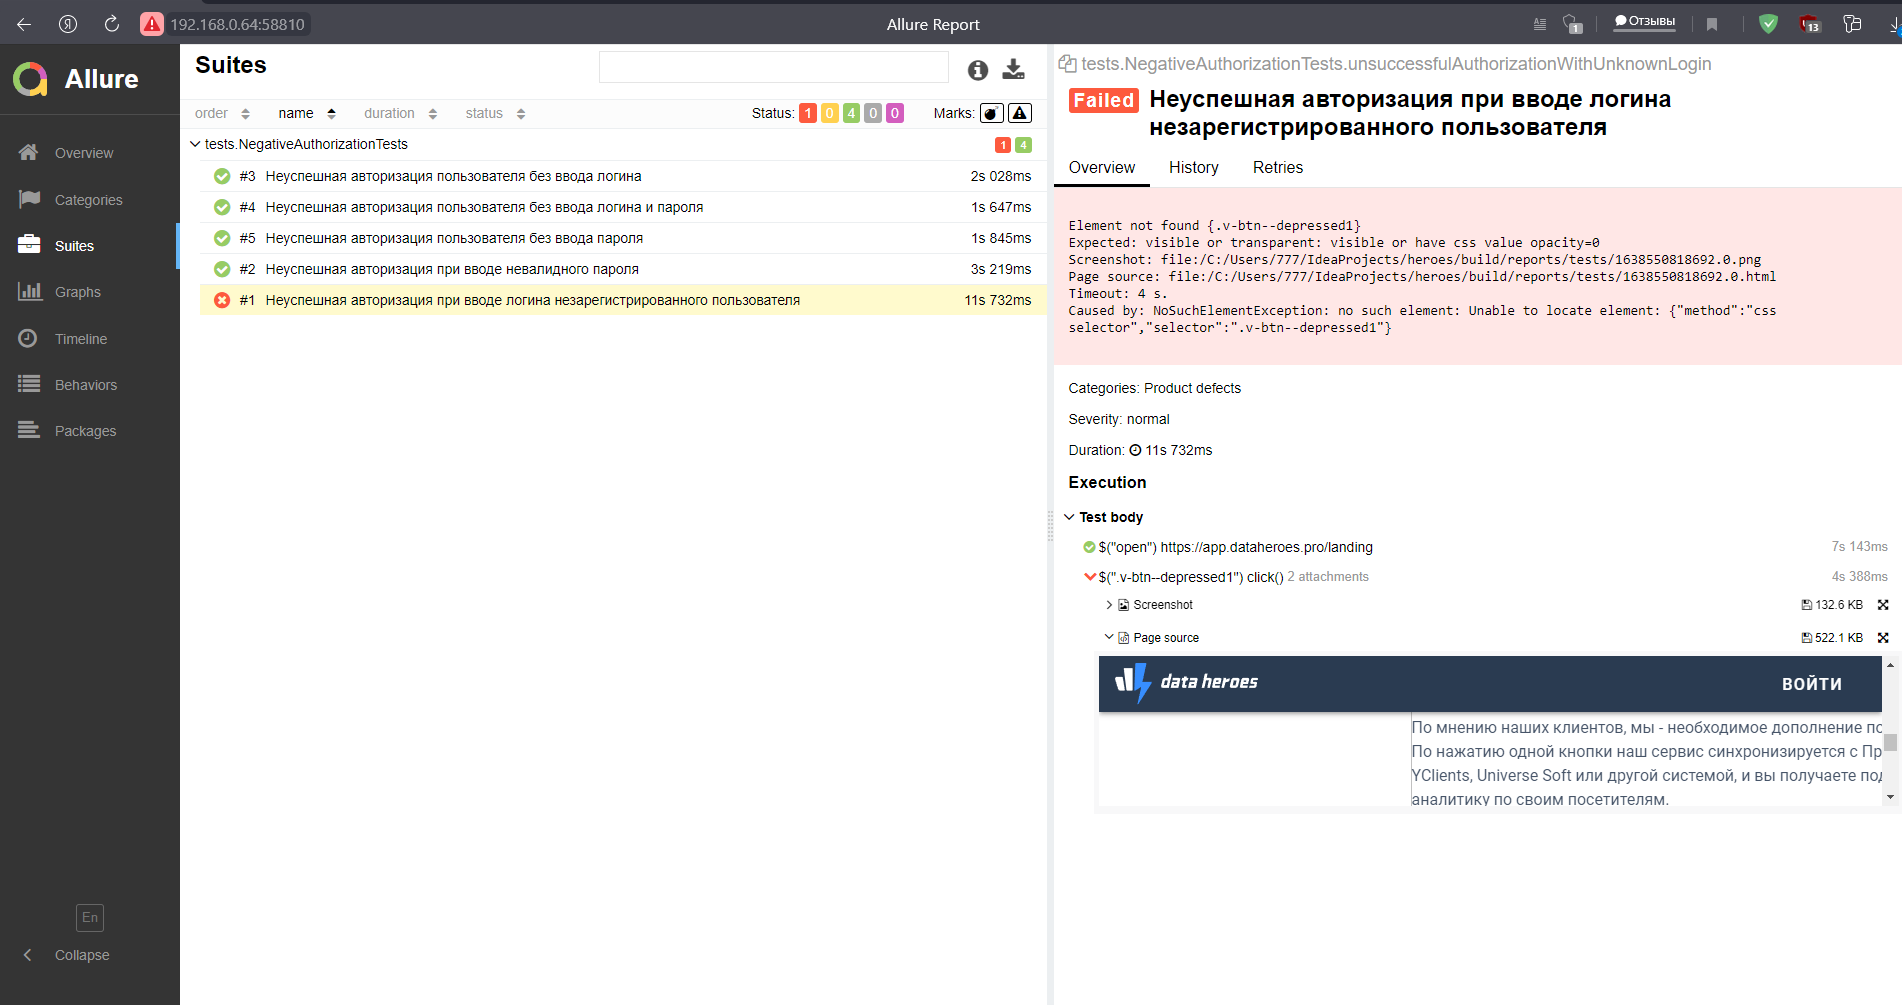 192.168.0.64:58810
Allure Report
Отзывы
1
13
Allure
Overview
Categories
Suites
Graphs
Timeline
Behaviors
Packages
En
Collapse
Suites
order name duration status Status: 1 0 4 0 0 Marks:
tests.NegativeAuthorizationTests 1 4
#3 Неуспешная авторизация пользователя без ввода логина 2s 028ms
#4 Неуспешная авторизация пользователя без ввода логина и пароля 1s 647ms
#5 Неуспешная авторизация пользователя без ввода пароля 1s 845ms
#2 Неуспешная авторизация при вводе невалидного пароля 3s 219ms
#1 Неуспешная авторизация при вводе логина незарегистрированного пользователя 11s 732ms
tests.NegativeAuthorizationTests.unsuccessfulAuthorizationWithUnknownLogin
Failed Неуспешная авторизация при вводе логина
незарегистрированного пользователя
Overview History Retries
Element not found {.v-btn--depressed1}
Expected: visible or transparent: visible or have css value opacity=0
Screenshot: file:/C:/Users/777/IdeaProjects/heroes/build/reports/tests/1638550818692.0.png
Page source: file:/C:/Users/777/IdeaProjects/heroes/build/reports/tests/1638550818692.0.html
Timeout: 4 s.
Caused by: NoSuchElementException: no such element: Unable to locate element: {"method":"css
selector","selector":".v-btn--depressed1"}
Categories: Product defects
Severity: normal
Duration: 11s 732ms
Execution
Test body
$("open") https://app.dataheroes.pro/landing 7s 143ms
$(".v-btn--depressed1") click() 2 attachments 4s 388ms
Screenshot 132.6 KB
Page source 522.1 KB
data heroes ВОЙТИ
По мнению наших клиентов, мы - необходимое дополнение по
По нажатию одной кнопки наш сервис синхронизируется с Пр
YClients, Universe Soft или другой системой, и вы получаете под
аналитику по своим посетителям.